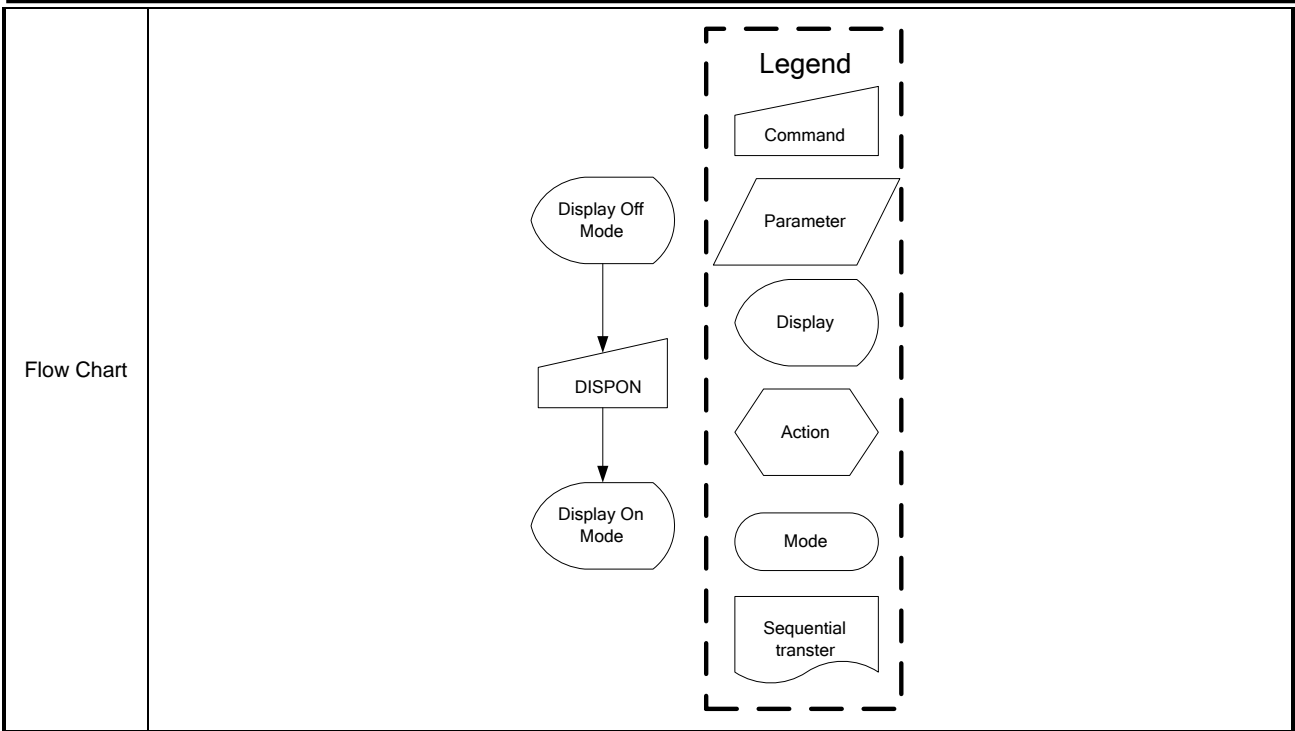 Flow Chart
Display Off
Mode
DISPON
Display On
Mode
Legend
Command
Parameter
Display
Action
Mode
Sequential
transter